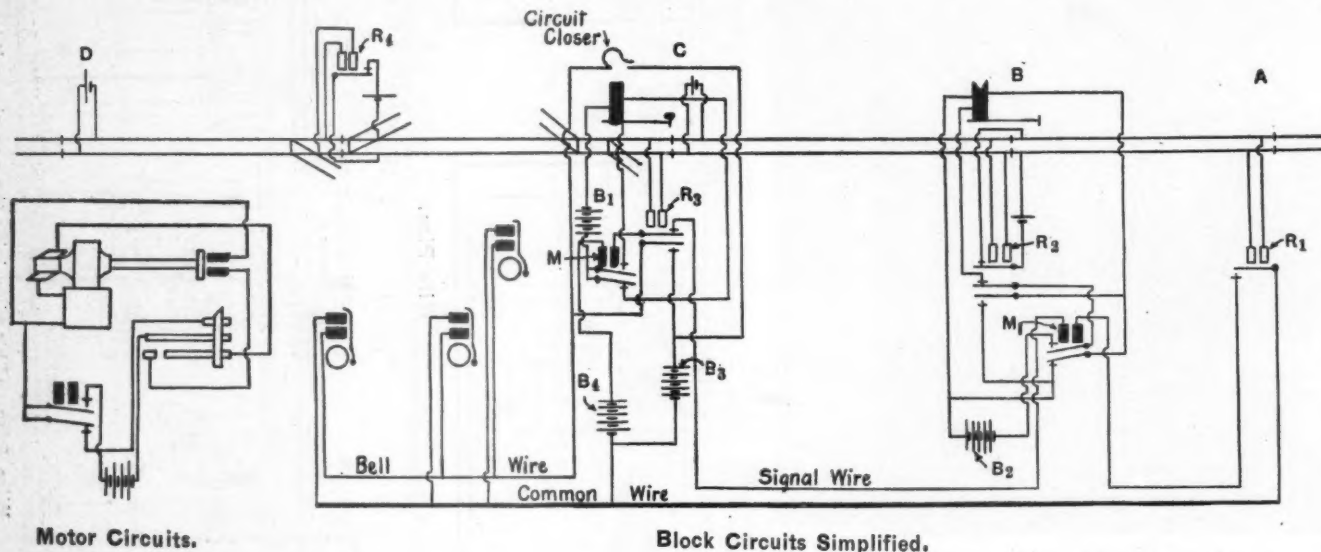 Circuit
Closer
D
R4
C
B
A
B1
R3
R2
R1
M
M
B3
B4
B2
Bell Wire
Signal Wire
Common Wire
Motor Circuits.
Block Circuits Simplified.